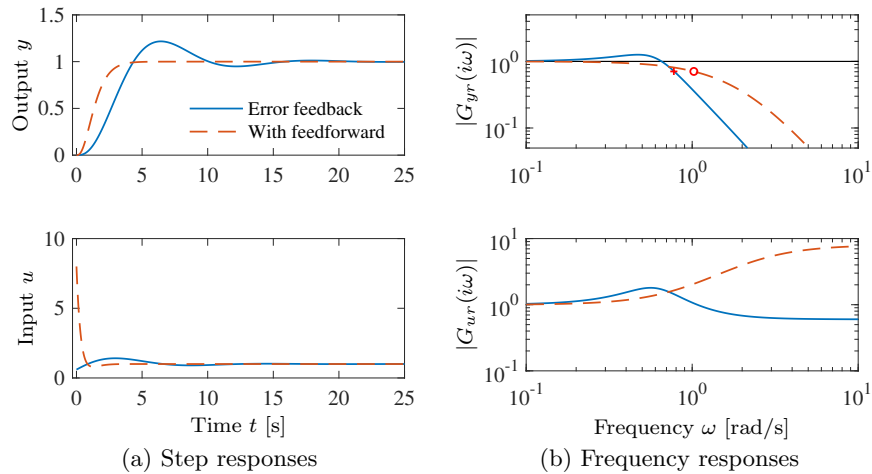 Output y
1.5
1
0.5
0
0 5 10 15 20 25
Error feedback
With feedforward
Input u
10
5
0
0 5 10 15 20 25
Time t [s]
(a) Step responses
|G_yr(iω)|
10^0
10^-1
10^-1 10^0 10^1
|G_ur(iω)|
10^1
10^0
10^-1
10^-1 10^0 10^1
Frequency ω [rad/s]
(b) Frequency responses